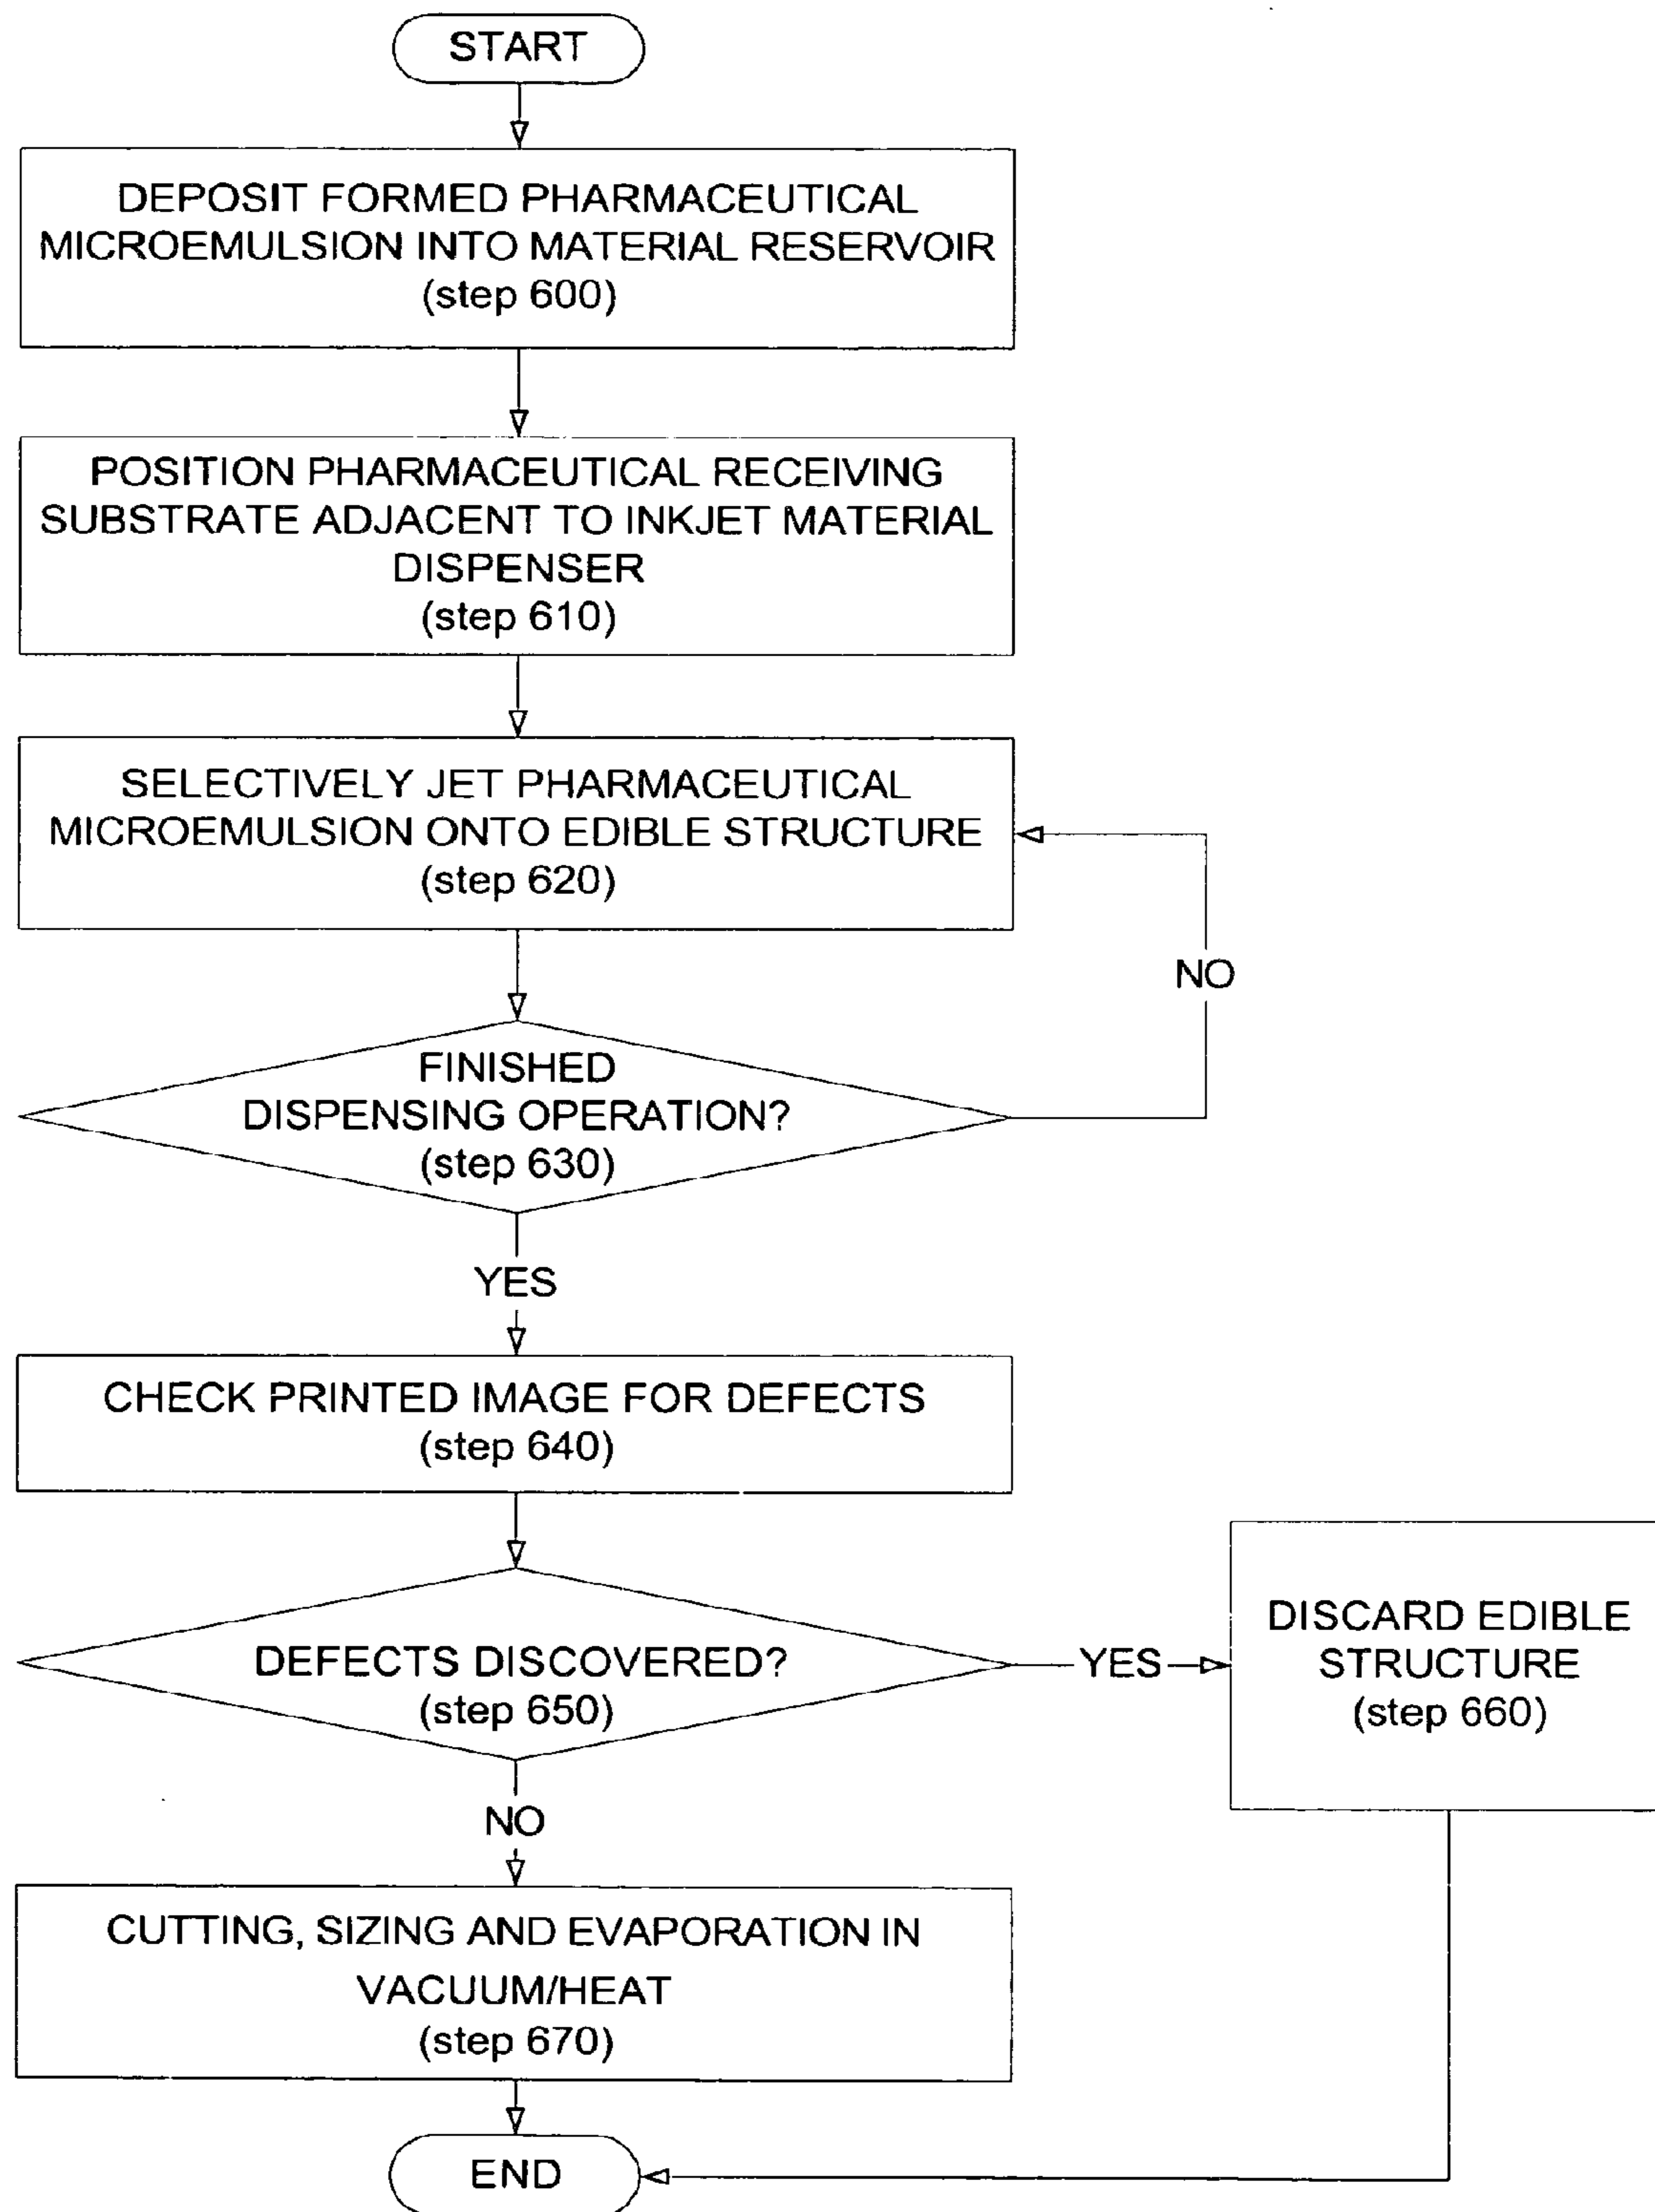 START
DEPOSIT FORMED PHARMACEUTICAL
MICROEMULSION INTO MATERIAL RESERVOIR
(step 600)
POSITION PHARMACEUTICAL RECEIVING
SUBSTRATE ADJACENT TO INKJET MATERIAL
DISPENSER
(step 610)
SELECTIVELY JET PHARMACEUTICAL
MICROEMULSION ONTO EDIBLE STRUCTURE
(step 620)
NO
FINISHED
DISPENSING OPERATION?
(step 630)
YES
CHECK PRINTED IMAGE FOR DEFECTS
(step 640)
DEFECTS DISCOVERED?
(step 650)
YES
DISCARD EDIBLE
STRUCTURE
(step 660)
NO
CUTTING, SIZING AND EVAPORATION IN
VACUUM/HEAT
(step 670)
END